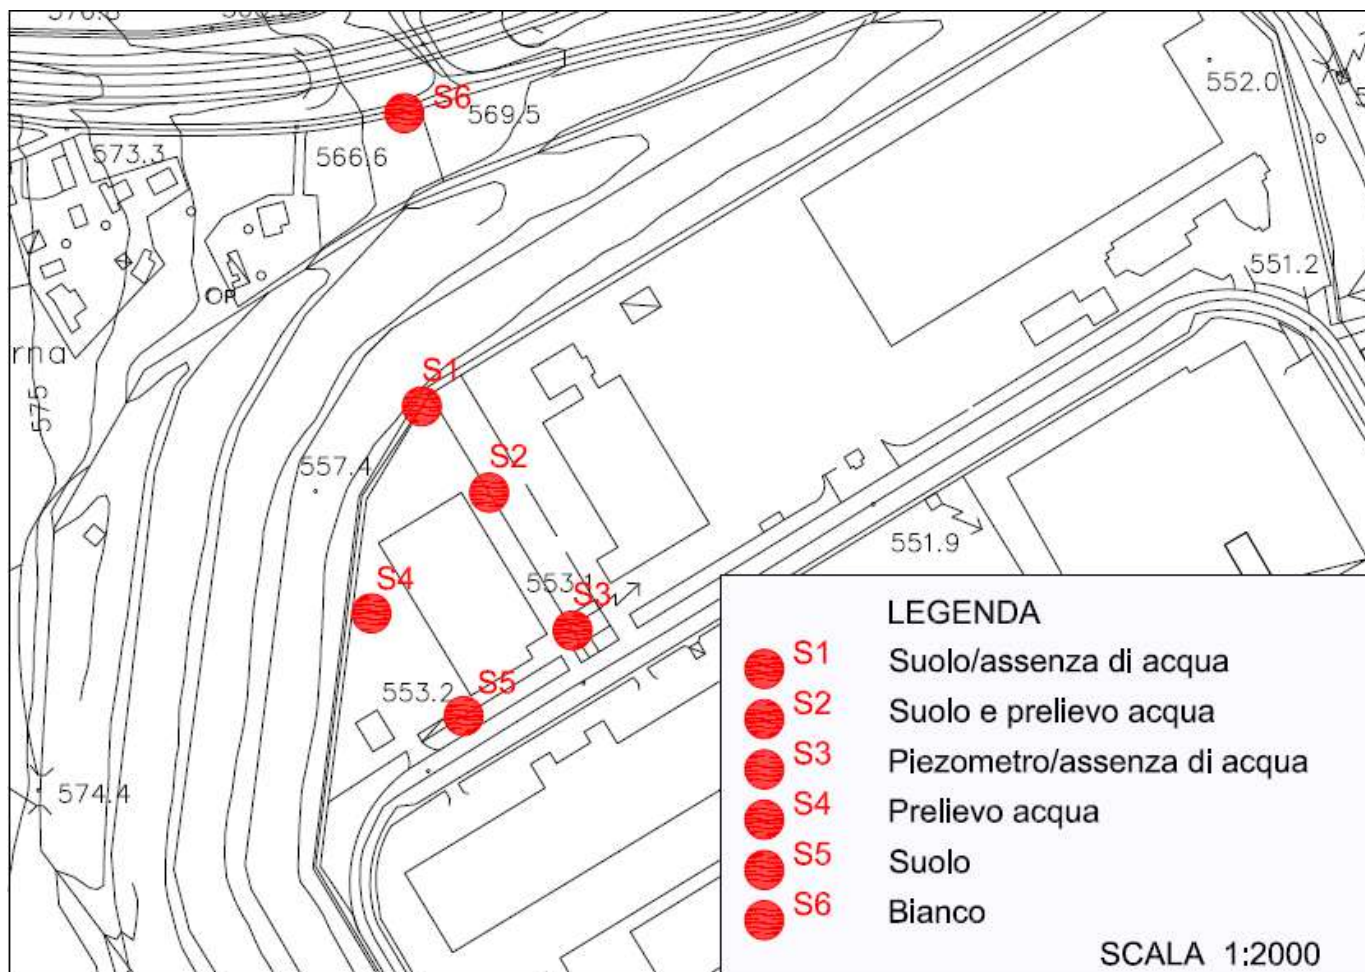 S6
569.5
552.0
573.3
566.6
551.2
rna
575
S1
557.4
S2
551.9
S4
553.1
S3
553.2
S5
574.4
LEGENDA
S1 Suolo/assenza di acqua
S2 Suolo e prelievo acqua
S3 Piezometro/assenza di acqua
S4 Prelievo acqua
S5 Suolo
S6 Bianco
SCALA 1:2000